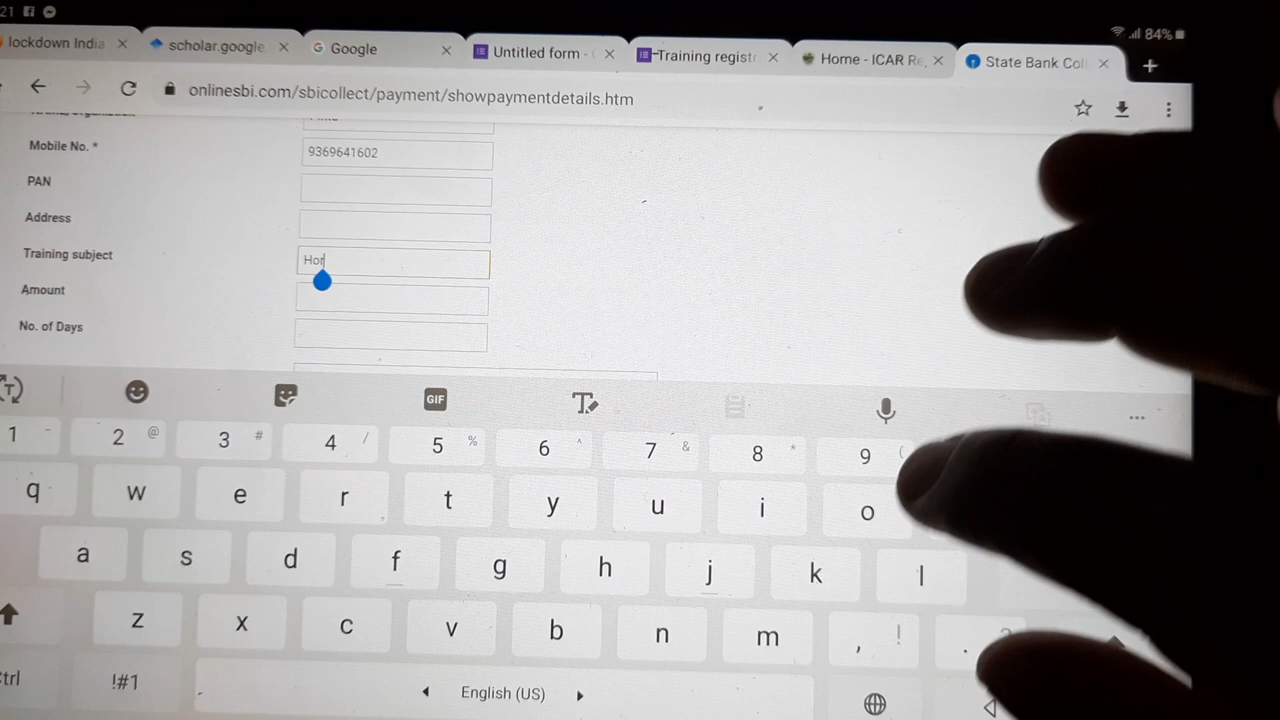 21 84%
lockdown India scholar.google. Google Untitled form - Training registr Home - ICAR Re State Bank Coll
onlinesbi.com/sbicollect/payment/showpaymentdetails.htm
Mobile No. * 9369641602
PAN
Address
Training subject Hor
Amount
No. of Days
GIF
1 - 2 @ 3 # 4 / 5 % 6 ^ 7 & 8 * 9 (
q w e r t y u i o
a s d f g h j k l
z x c v b n m , ! . ?
!#1 English (US)